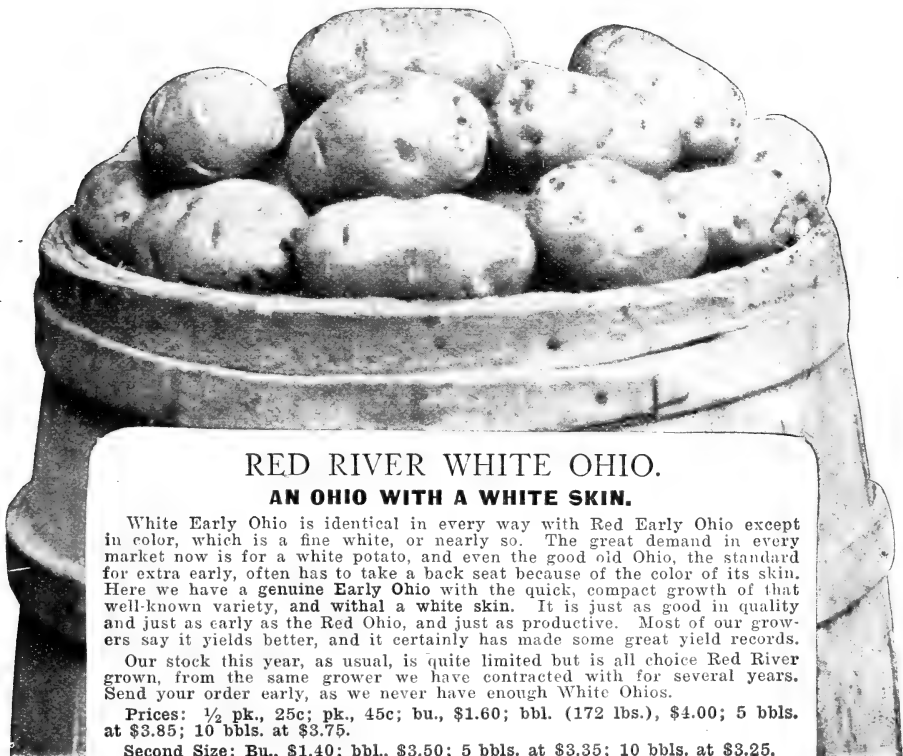 RED RIVER WHITE OHIO.
AN OHIO WITH A WHITE SKIN.
White Early Ohio is identical in every way with Red Early Ohio except
in color, which is a fine white, or nearly so. The great demand in every
market now is for a white potato, and even the good old Ohio, the standard
for extra early, often has to take a back seat because of the color of its skin.
Here we have a genuine Early Ohio with the quick, compact growth of that
well-known variety, and withal a white skin. It is just as good in quality
and just as early as the Red Ohio, and just as productive. Most of our grow-
ers say it yields better, and it certainly has made some great yield records.
Our stock this year, as usual, is quite limited but is all choice Red River
grown, from the same grower we have contracted with for several years.
Send your order early, as we never have enough White Ohios.
Prices: ½ pk., 25c; pk., 45c; bu., $1.60; bbl. (172 lbs.), $4.00; 5 bbls.
at $3.85; 10 bbls. at $3.75.
Second Size: Bu., $1.40; bbl., $3.50; 5 bbls. at $3.35; 10 bbls. at $3.25.